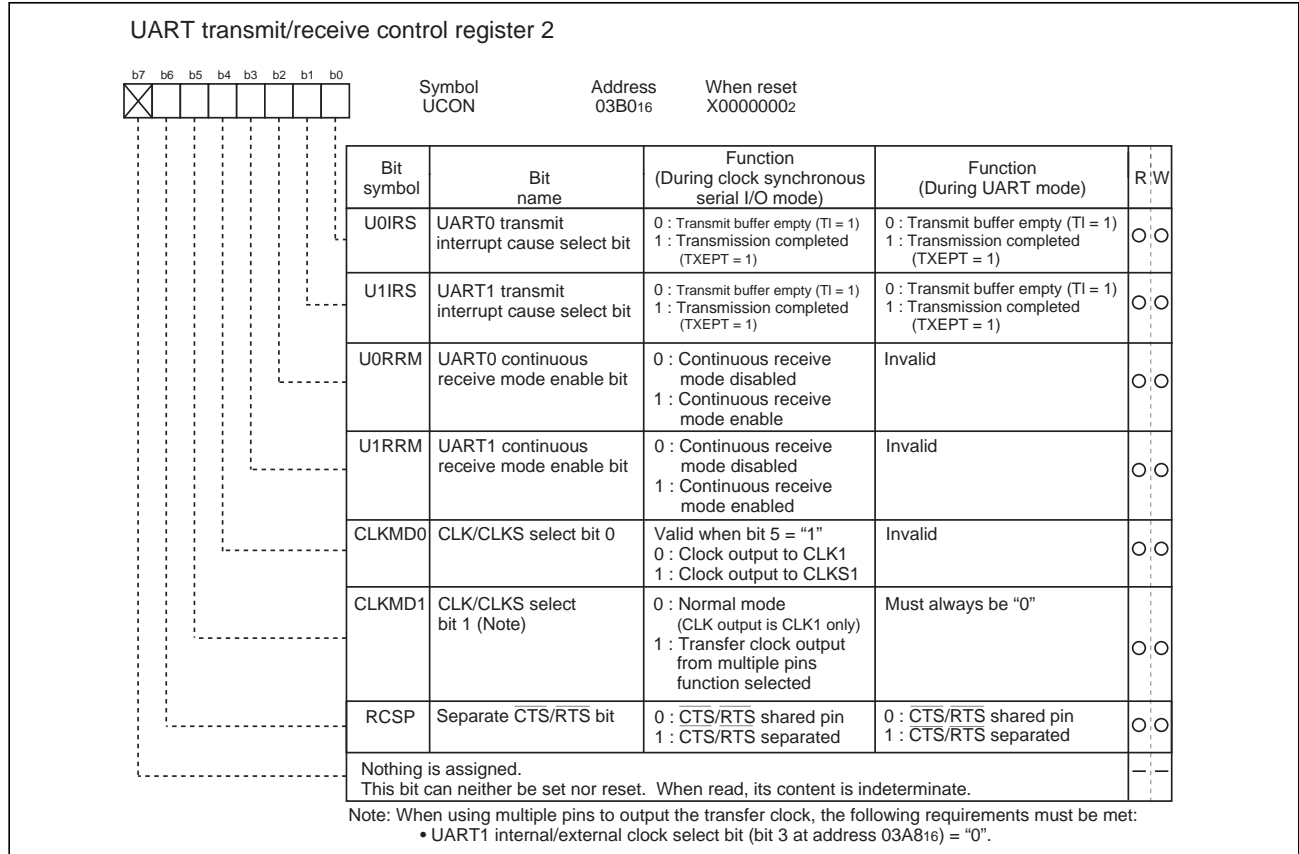 UART transmit/receive control register 2
b7 b6 b5 b4 b3 b2 b1 b0
Symbol Address When reset
UCON 03B016 X00000002
Bit symbol
Bit name
Function
(During clock synchronous
serial I/O mode)
Function
(During UART mode)
R W
U0IRS
UART0 transmit
interrupt cause select bit
0 : Transmit buffer empty (TI = 1)
1 : Transmission completed
(TXEPT = 1)
0 : Transmit buffer empty (TI = 1)
1 : Transmission completed
(TXEPT = 1)
U1IRS
UART1 transmit
interrupt cause select bit
0 : Transmit buffer empty (TI = 1)
1 : Transmission completed
(TXEPT = 1)
0 : Transmit buffer empty (TI = 1)
1 : Transmission completed
(TXEPT = 1)
U0RRM
UART0 continuous
receive mode enable bit
0 : Continuous receive
mode disabled
1 : Continuous receive
mode enable
Invalid
U1RRM
UART1 continuous
receive mode enable bit
0 : Continuous receive
mode disabled
1 : Continuous receive
mode enabled
Invalid
CLKMD0
CLK/CLKS select bit 0
Valid when bit 5 = “1”
0 : Clock output to CLK1
1 : Clock output to CLKS1
Invalid
CLKMD1
CLK/CLKS select
bit 1 (Note)
0 : Normal mode
(CLK output is CLK1 only)
1 : Transfer clock output
from multiple pins
function selected
Must always be “0”
RCSP
Separate CTS/RTS bit
0 : CTS/RTS shared pin
1 : CTS/RTS separated
0 : CTS/RTS shared pin
1 : CTS/RTS separated
Nothing is assigned.
This bit can neither be set nor reset. When read, its content is indeterminate.
Note: When using multiple pins to output the transfer clock, the following requirements must be met:
• UART1 internal/external clock select bit (bit 3 at address 03A816) = “0”.